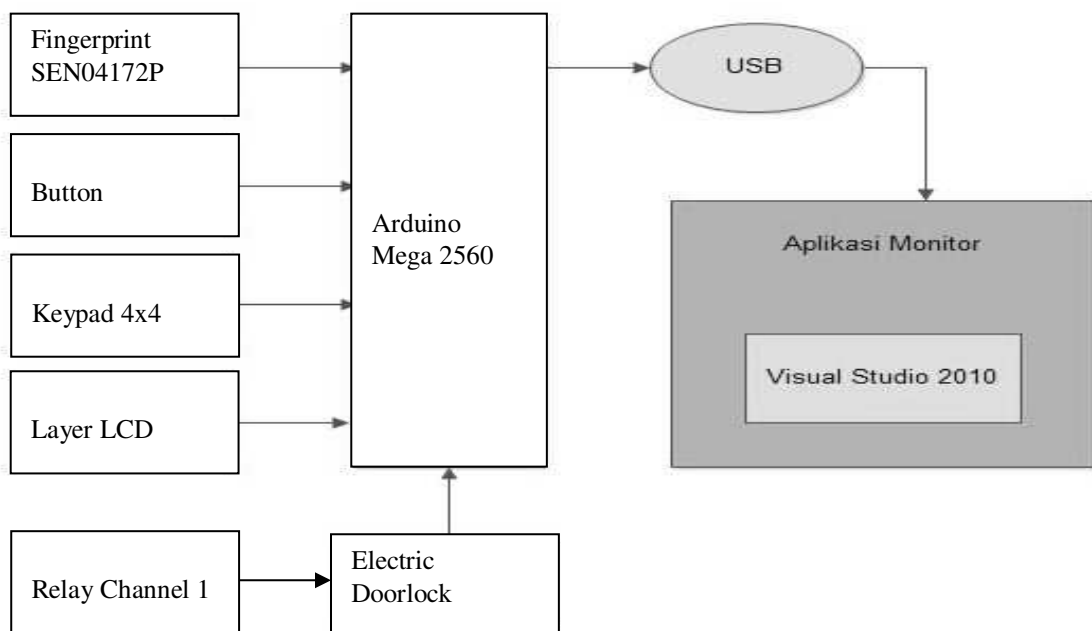 Fingerprint
SEN04172P
Button
Keypad 4x4
Layer LCD
Relay Channel 1
Electric
Doorlock
Arduino
Mega 2560
USB
Aplikasi Monitor
Visual Studio 2010